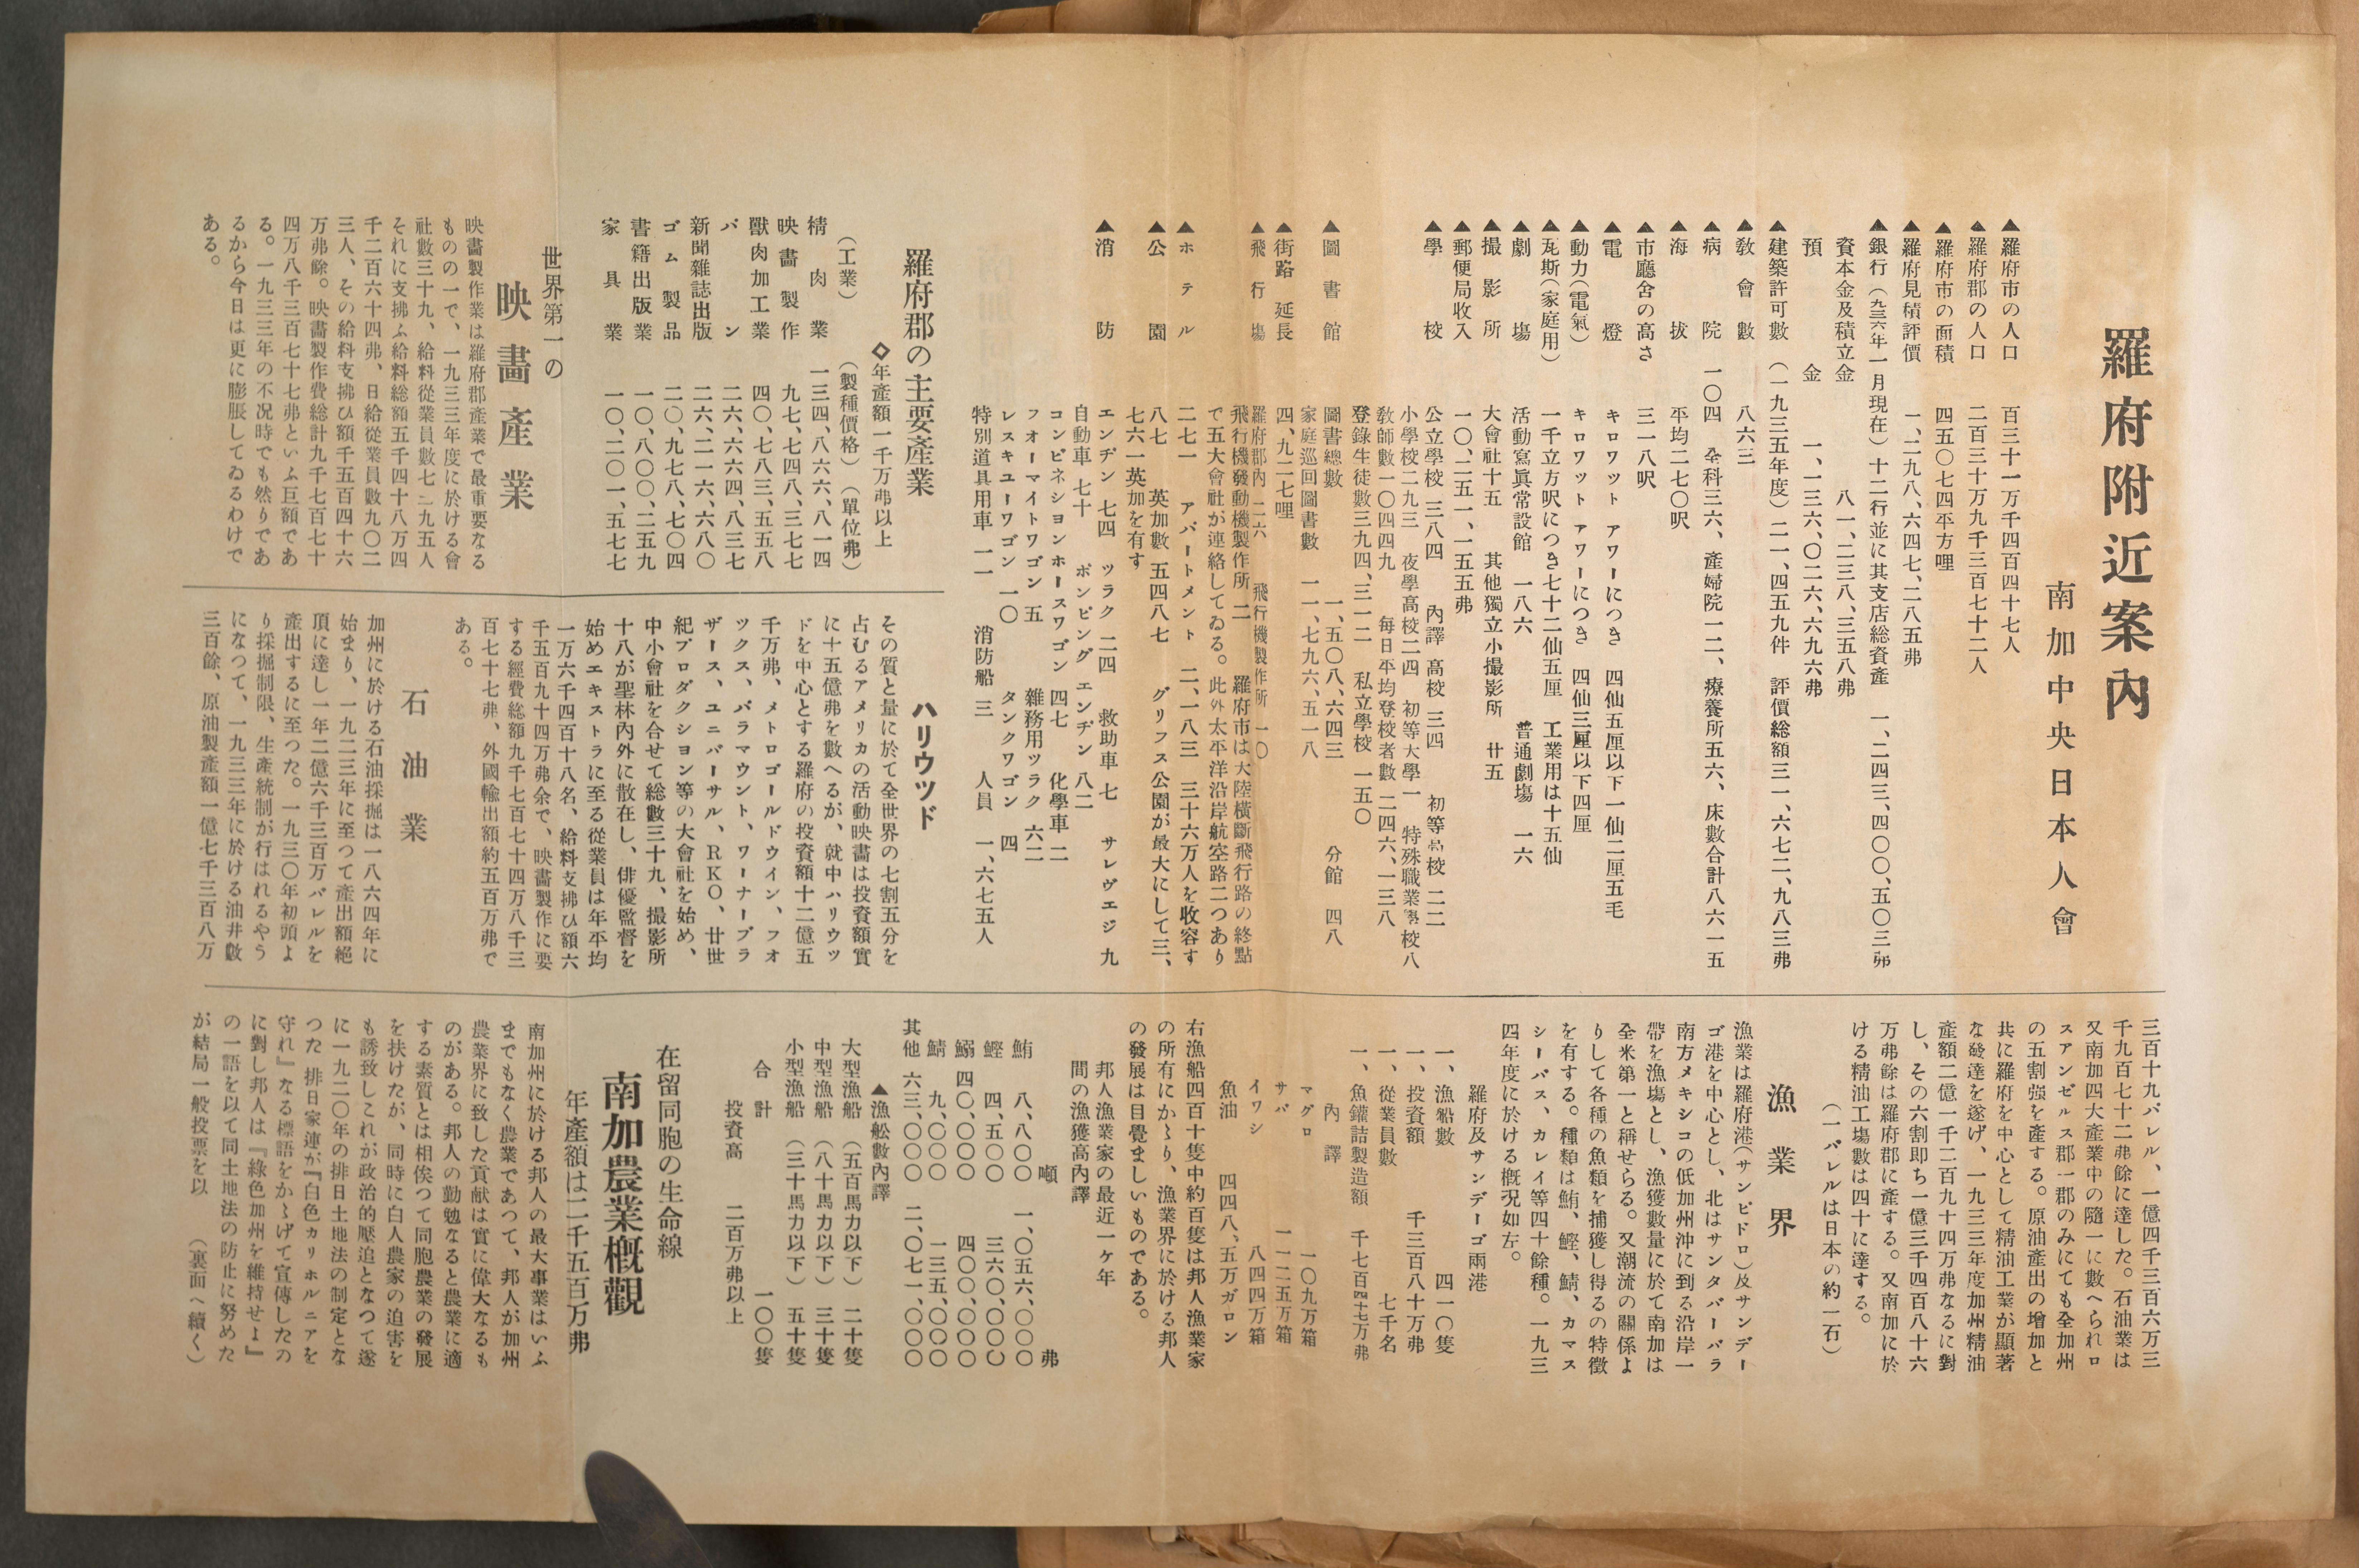 羅府附近案內
南加中央日本人會
▲羅府市の人口 百三十一万千四百四十七人
▲羅府郡の人口 二百三十万九千三百七十二人
▲羅府市の面積 四五〇七四平方哩
▲羅府見積評價 一、二九八、六四七、二八五弗
▲銀行(一九三六年一月現在)十二行並に其支店総資產 一、二四三、四〇〇、五〇三弗
資本金及積立金 八一、二三八、三五八弗
預金 一、一三六、〇二六、六九六弗
▲建築許可數(一九三五年度)二一、四五九件 評價総額三一、六七二、九八三弗
▲敎會數 八六三
▲病院 一〇四 全科三六、產婦院一二、療養所五六、床數合計八六一五
▲海拔 平均二七〇呎
▲市廳舍の高さ 三一八呎
▲電燈 キロワット アワーにつき 四仙五厘以下一仙二厘五毛
▲動力(電氣) キロワット アワーにつき 四仙三厘以下四厘
▲瓦斯(家庭用) 一千立方呎につき七十二仙五厘 工業用は十五仙
▲劇塲 活動寫眞常設館 一八六 普通劇塲 一六
▲撮影所 大會社十五 其他獨立小撮影所 廿五
▲郵便局收入 一〇、二五一、一五五弗
▲學校 公立學校 三八四 內譯 高校 三四 初等高校 二二
小學校二九三 夜學高校二四 初等大學一 特殊職業學校八
敎師數一〇四四九 每日平均登校者數 二四六、一三八
登錄生徒數三九四、三一二 私立學校 一五〇
▲圖書館 圖書總數 一、五〇八、六四三 分館 四八
家庭巡回圖書數 一一、七九六、五一八
▲街路延長 四、九二七哩
▲飛行塲 羅府郡內 二六 飛行機製作所 一〇
飛行機發動機製作所 二 羅府市は大陸橫斷飛行路の終點
で五大會社が連絡してゐる。此外太平洋沿岸航空路二つあり
▲ホテル 二七一 アパートメント 二、一八三 三十六万人を收容す
▲公園 八七 英加數 五四八七 グリフス公園が最大にして三、
七六一英加を有す
▲消防 エンヂン 七四 ツラク 二四 救助車 七 サレヴエジ 九
自動車 七十 ポンピング エンヂン 八二
コンビネシヨンホースワゴン 四七 化學車 二
フオーマイトワゴン 五 雜務用ツラク 六二
レスキユーワゴン 一〇 タンクワゴン 四
特別道具用車 一一 消防船 三 人員 一、六七五人
羅府郡の主要產業
◇年產額一千万弗以上
(工業) (製種價格)(單位弗)
精肉業 一三四、八六六、八一四
映畫製作 九七、七四八、三七七
獸肉加工業 四〇、七八三、五五八
パン 二六、六六四、八三七
新聞雜誌出版 二六、二一六、六八〇
ゴム製品 二〇、九七八、七〇四
書籍出版業 一〇、八〇〇、二五九
家具業 一〇、二〇一、五七七
世界第一の
映畫產業
映畫製作業は羅府郡產業で最重要なる
ものの一で、一九三三年度に於ける會
社數三十九、給料從業員數七、二九五人
それに支拂ふ給料総額五千四十八万四
千二百六十四弗、日給從業員數九〇二
三人、その給料支拂ひ額千五百四十六
万弗餘。映畫製作費総計九千七百七十
四万八千三百七十七弗といふ巨額であ
る。一九三三年の不况時でも然りであ
るから今日は更に膨脹してゐるわけで
ある。
ハリウツド
その質と量に於て全世界の七割五分を
占むるアメリカの活動映畫は投資額實
に十五億弗を數へるが、就中ハリウツ
ドを中心とする羅府の投資額十二億五
千万弗、メトロゴールドウイン、フオ
ツクス、パラマウント、ワーナーブラ
ザース、ユニバーサル、RKO、廿世
紀プロダクシヨン等の大會社を始め、
中小會社を合せて総數三十九、撮影所
十八が聖林內外に散在し、俳優監督を
始めエキストラに至る從業員は年平均
一万六千四百十八名、給料支拂ひ額六
千五百九十四万弗余で、映畫製作に要
する經費総額九千七百七十四万八千三
百七十七弗、外國輸出額約五百万弗で
ある。
石油業
加州に於ける石油採掘は一八六四年に
始まり、一九二三年に至つて產出額絕
頂に達し一年二億六千三百万バレルを
產出するに至つた。一九三〇年初頭よ
り採掘制限、生產統制が行はれるやう
になつて、一九三三年に於ける油井數
三百餘、原油製產額一億七千三百八万
三百十九バレル、一億四千三百六万三
千九百七十二弗餘に達した。石油業は
又南加四大產業中の隨一に數へられロ
スアンゼルス郡一郡のみにても全加州
の五割强を產する。原油產出の增加と
共に羅府を中心として精油工業が顯著
な發達を遂げ、一九三三年度加州精油
產額二億一千二百九十四万弗なるに對
し、その六割即ち一億三千四百八十六
万弗餘は羅府郡に產する。又南加に於
ける精油工塲數は四十に達する。
(一バレルは日本の約一石)
漁業界
漁業は羅府港(サンピドロ)及サンデー
ゴ港を中心とし、北はサンタバーバラ
南方メキシコの低加州沖に到る沿岸一
帶を漁塲とし、漁獲數量に於て南加は
全米第一と稱せらる。又潮流の關係よ
りして各種の魚類を捕獲し得るの特徴
を有する。種類は鮪、鰹、鯖、カマス
シーバス、カレイ等四十餘種。一九三
四年度に於ける槪况如左。
羅府及サンデーゴ兩港
一、漁船數 四一〇隻
一、投資額 千三百八十万弗
一、從業員數 七千名
一、魚罐詰製造額 千七百四十七万弗
內譯
マグロ 一〇九万箱
サバ 一一二五万箱
イワシ 八四四万箱
魚油 四四八、五万ガロン
右漁船四百十隻中約百隻は邦人漁業家
の所有にかゝり、漁業界に於ける邦人
の發展は目覺ましいものである。
邦人漁業家の最近一ケ年
間の漁獲高內譯
噸 弗
鮪 八、八〇〇 一、〇五六、〇〇〇
鰹 四、五〇〇 三六〇、〇〇〇
鰯 四〇、〇〇〇 四〇〇、〇〇〇
鯖 九、〇〇〇 一三五、〇〇〇
其他 六三、〇〇〇 二、〇七一、〇〇〇
▲漁舩數內譯
大型漁船(五百馬力以下) 二十隻
中型漁船(八十馬力以下) 三十隻
小型漁船(三十馬力以下) 五十隻
合計 一〇〇隻
投資高 二百万弗以上
在留同胞の生命線
南加農業槪觀
年產額は二千五百万弗
南加州に於ける邦人の最大事業はいふ
までもなく農業であつて、邦人が加州
農業界に致した貢献は實に偉大なるも
のがある。邦人の勤勉なると農業に適
する素質とは相俟つて同胞農業の發展
を扶けたが、同時に白人農家の迫害を
も誘致しこれが政治的壓迫となつて遂
に一九二〇年の排日土地法の制定とな
つた 排日家連が『白色カリホルニアを
守れ』なる標語をかゝげて宣傳したの
に對し邦人は『綠色加州を維持せよ』
の一語を以て同土地法の防止に努めた
が結局一般投票を以 (裏面へ續く)